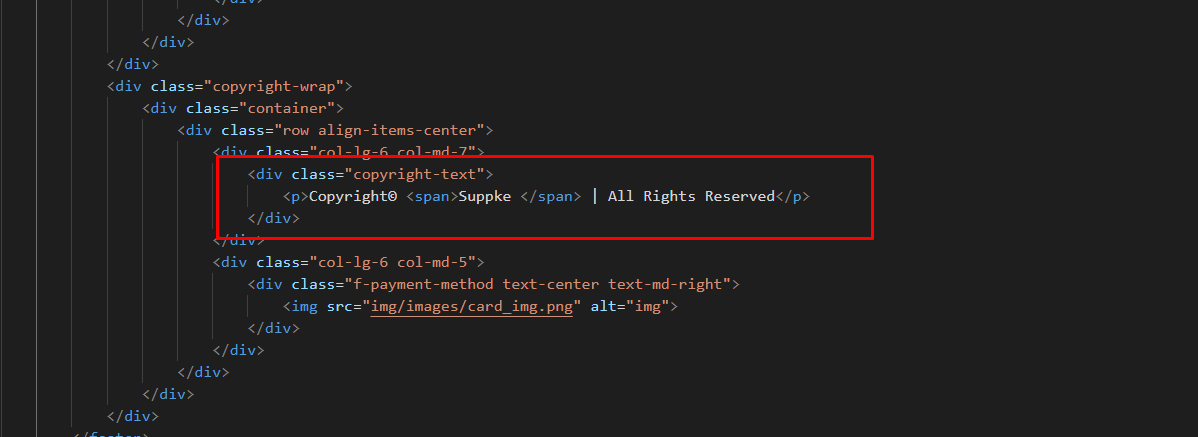 </div>
</div>
</div>
</div>
<div class="copyright-wrap">
<div class="container">
<div class="row align-items-center">
<div class="col-lg-6 col-md-7">
<div class="copyright-text">
<p>Copyright© <span>Suppke </span> | All Rights Reserved</p>
</div>
</div>
<div class="col-lg-6 col-md-5">
<div class="f-payment-method text-center text-md-right">
<img src="img/images/card_img.png" alt="img">
</div>
</div>
</div>
</div>
</div>
</footer>